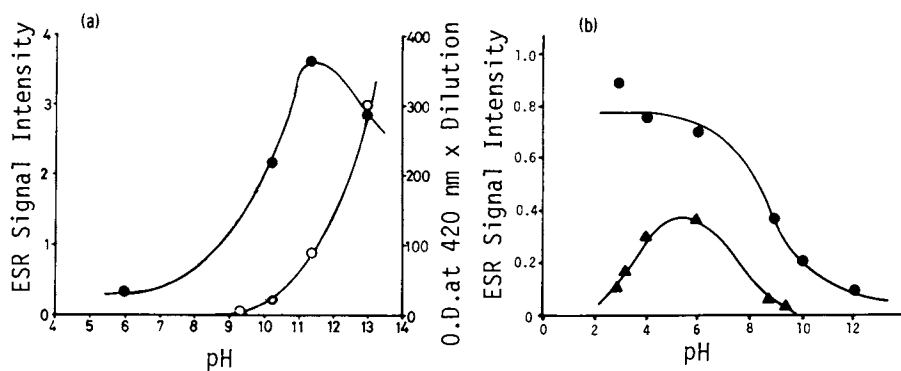 (a)
ESR Signal Intensity
4
3
2
1
0
4 5 6 7 8 9 10 11 12 13 14
pH
400
300
200
100
0
O.D.at 420 nm x Dilution
(b)
ESR Signal Intensity
1.0
0.8
0.6
0.4
0.2
0
0 2 4 6 8 10 12
pH